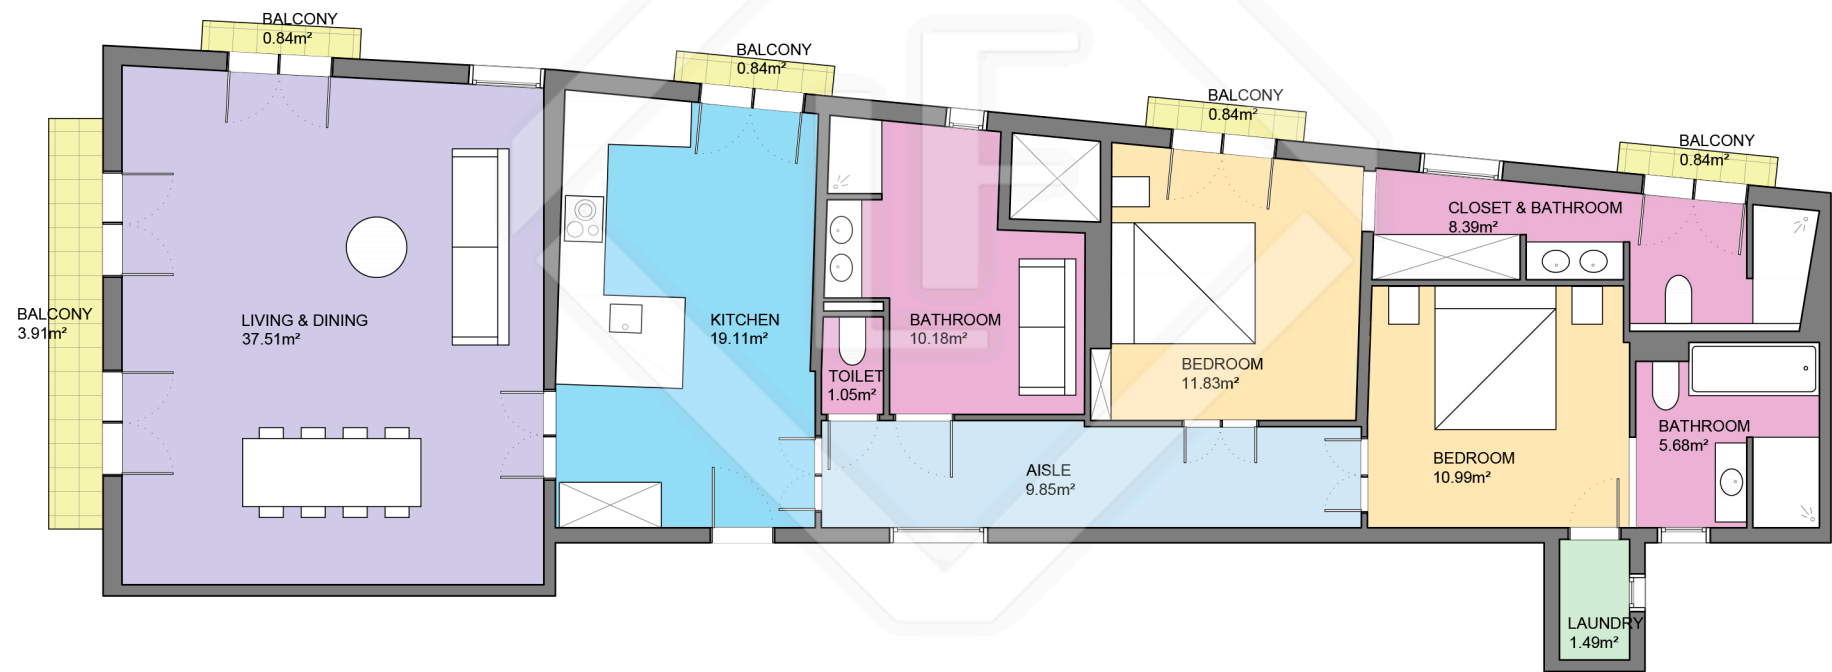 BALCONY
0.84m²
BALCONY
0.84m²
BALCONY
0.84m²
BALCONY
0.84m²
BALCONY
3.91m²
LIVING & DINING
37.51m²
KITCHEN
19.11m²
BATHROOM
10.18m²
TOILET
1.05m²
BEDROOM
11.83m²
CLOSET & BATHROOM
8.39m²
AISLE
9.85m²
BEDROOM
10.99m²
BATHROOM
5.68m²
LAUNDRY
1.49m²